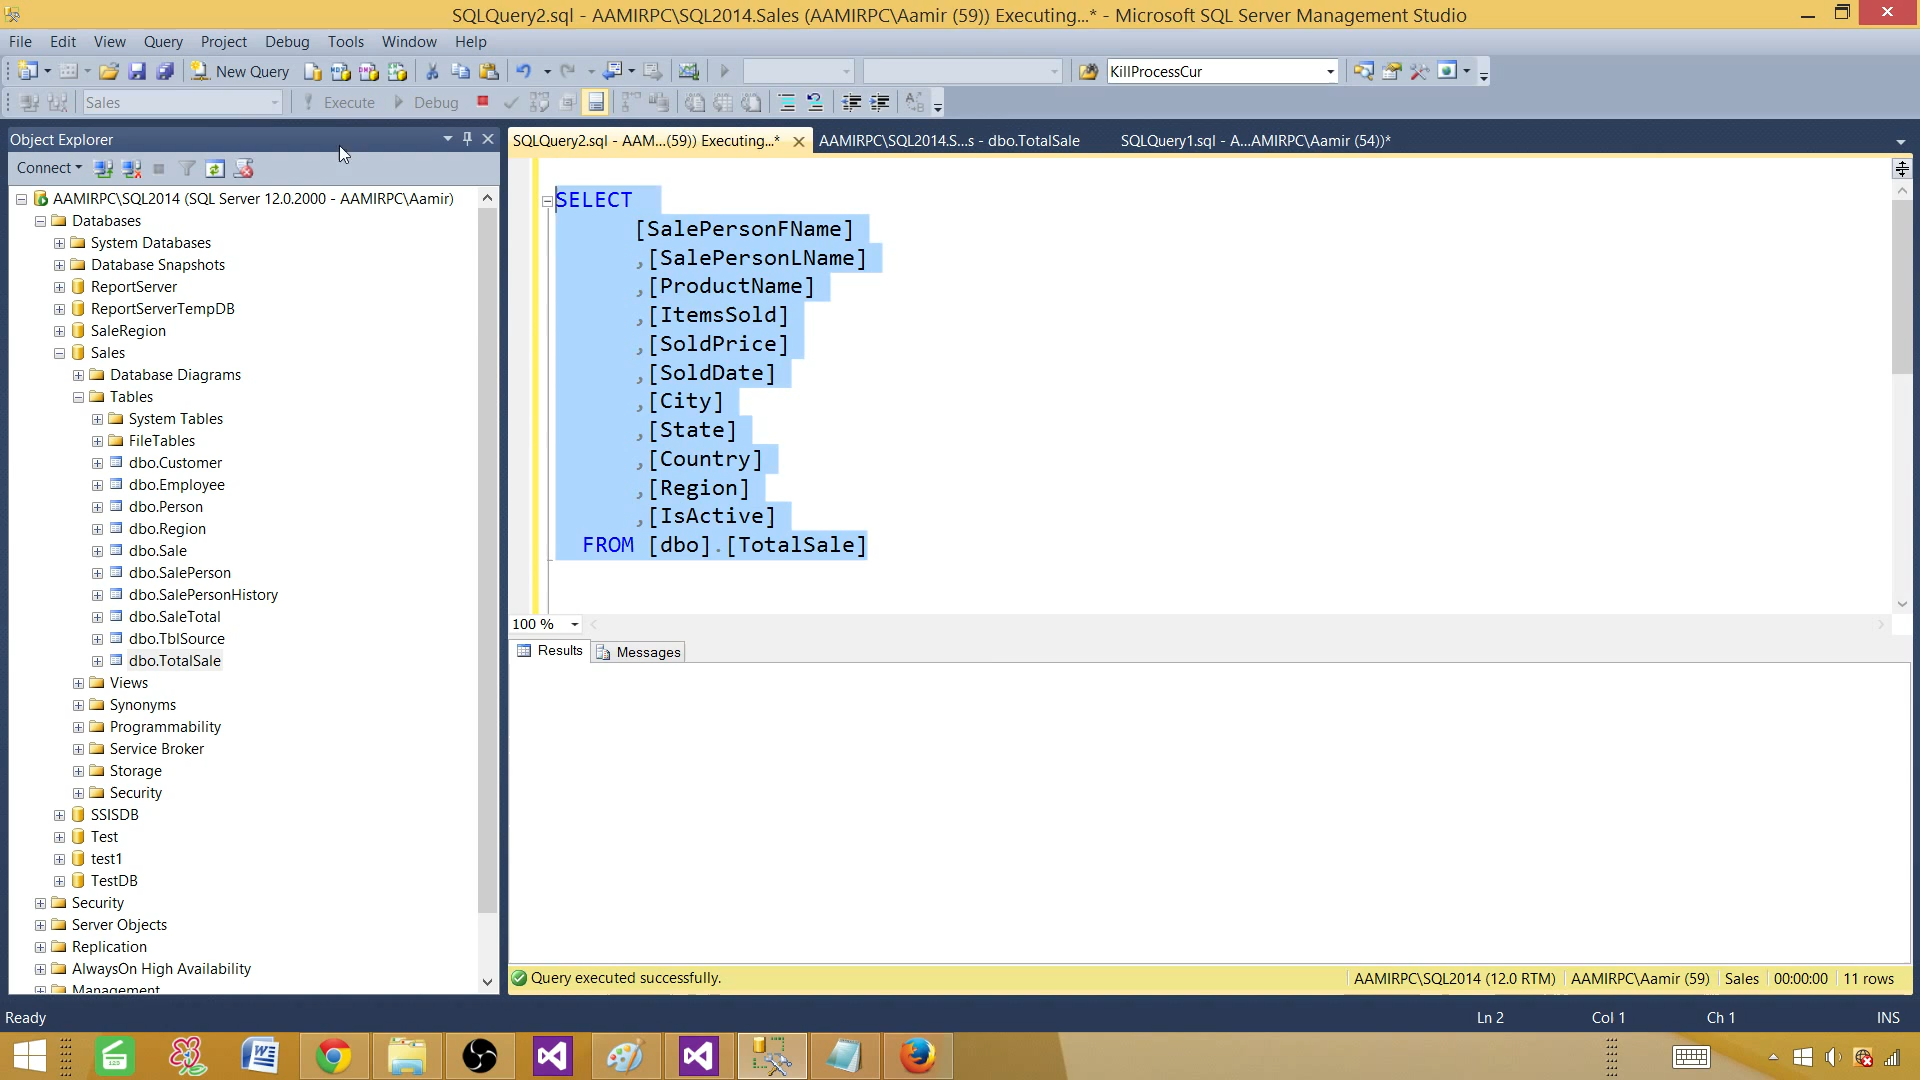 SQLQuery2.sql - AAMIRPC\SQL2014.Sales (AAMIRPC\Aamir (59)) Executing...* - Microsoft SQL Server Management Studio
File Edit View Query Project Debug Tools Window Help
New Query KillProcessCur
Sales Execute Debug
Object Explorer
SQLQuery2.sql - AAM...(59)) Executing...* AAMIRPC\SQL2014.S...s - dbo.TotalSale SQLQuery1.sql - A...AMIRPC\Aamir (54))*
Connect
AAMIRPC\SQL2014 (SQL Server 12.0.2000 - AAMIRPC\Aamir)
Databases
System Databases
Database Snapshots
ReportServer
ReportServerTempDB
SaleRegion
Sales
Database Diagrams
Tables
System Tables
FileTables
dbo.Customer
dbo.Employee
dbo.Person
dbo.Region
dbo.Sale
dbo.SalePerson
dbo.SalePersonHistory
dbo.SaleTotal
dbo.TblSource
dbo.TotalSale
Views
Synonyms
Programmability
Service Broker
Storage
Security
SSISDB
Test
test1
TestDB
Security
Server Objects
Replication
AlwaysOn High Availability
Management
SELECT
[SalePersonFName]
,[SalePersonLName]
,[ProductName]
,[ItemsSold]
,[SoldPrice]
,[SoldDate]
,[City]
,[State]
,[Country]
,[Region]
,[IsActive]
FROM [dbo].[TotalSale]
100 %
Results Messages
Query executed successfully. AAMIRPC\SQL2014 (12.0 RTM) AAMIRPC\Aamir (59) Sales 00:00:00 11 rows
Ready Ln 2 Col 1 Ch 1 INS